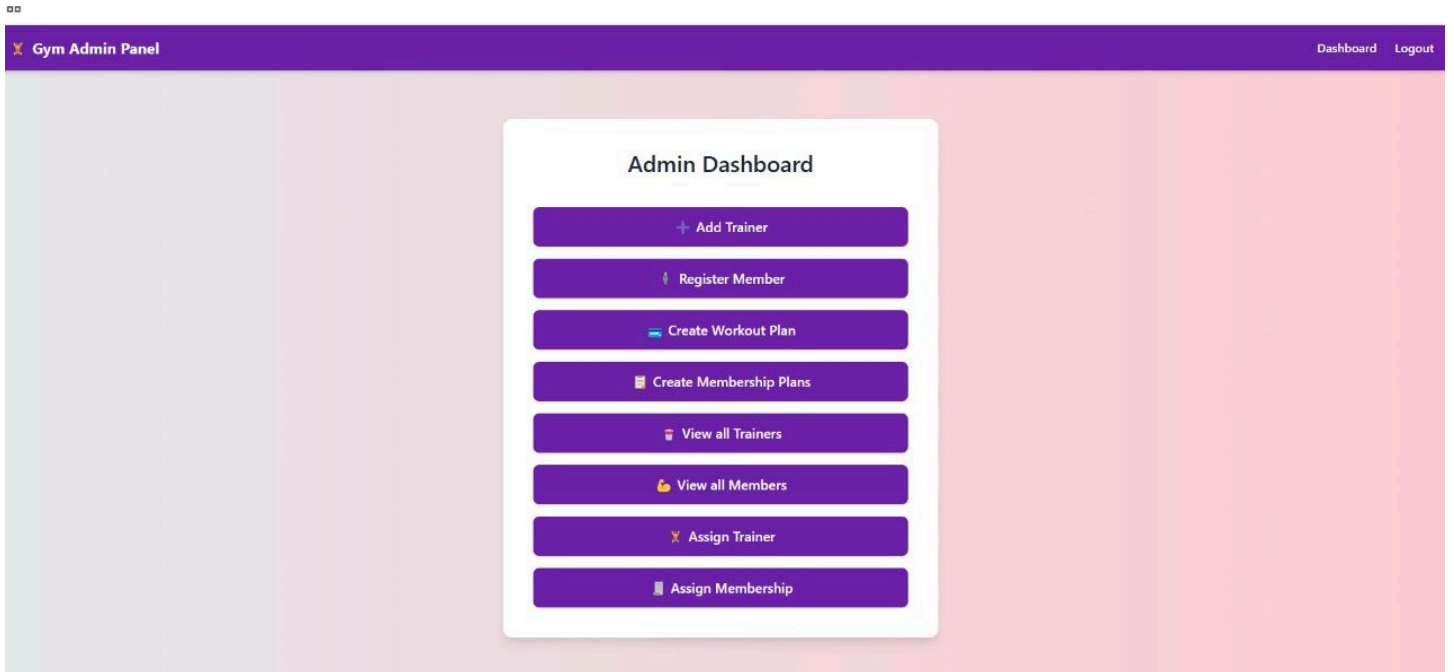 Gym Admin Panel
Dashboard
Logout
Admin Dashboard
Add Trainer
Register Member
Create Workout Plan
Create Membership Plans
View all Trainers
View all Members
Assign Trainer
Assign Membership